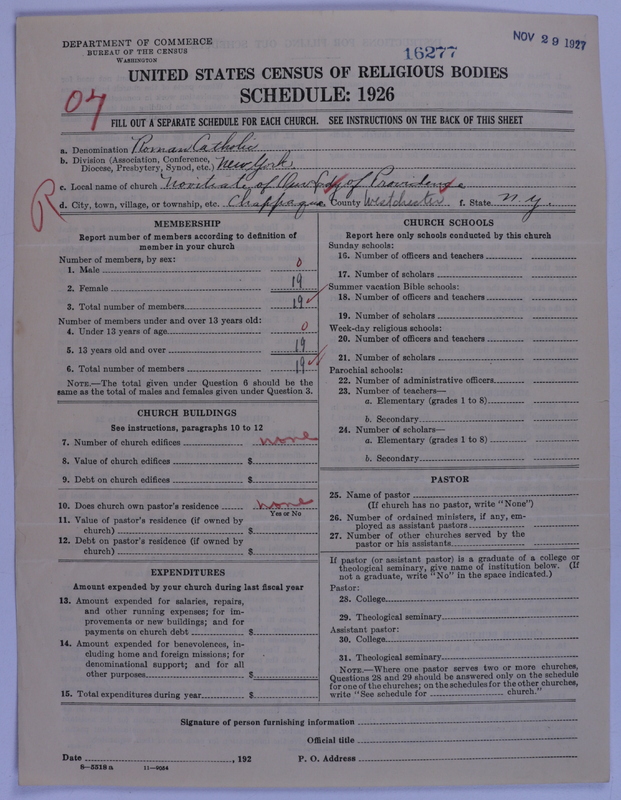 DEPARTMENT OF COMMERCE
BUREAU OF THE CENSUS
WASHINGTON
16277
NOV 29 1927
UNITED STATES CENSUS OF RELIGIOUS BODIES
SCHEDULE: 1926
07
FILL OUT A SEPARATE SCHEDULE FOR EACH CHURCH. SEE INSTRUCTIONS ON THE BACK OF THIS SHEET
a. Denomination Roman Catholic
b. Division (Association, Conference, Diocese, Presbytery, Synod, etc.) New York
c. Local name of church Novitiate of Our Lady of Providence
R
d. City, town, village, or township, etc. Chappaqua County Westchester f. State N.Y.
MEMBERSHIP
Report number of members according to definition of
member in your church
Number of members, by sex:
1. Male 0
2. Female 19
3. Total number of members 19
Number of members under and over 13 years old:
4. Under 13 years of age 0
5. 13 years old and over 19
6. Total number of members 19
NOTE.—The total given under Question 6 should be the
same as the total of males and females given under Question 3.
CHURCH BUILDINGS
See instructions, paragraphs 10 to 12
7. Number of church edifices none
8. Value of church edifices $
9. Debt on church edifices $
10. Does church own pastor's residence none
Yes or No
11. Value of pastor's residence (if owned by
church) $
12. Debt on pastor's residence (if owned by
church) $
EXPENDITURES
Amount expended by your church during last fiscal year
13. Amount expended for salaries, repairs,
and other running expenses; for im-
provements or new buildings; and for
payments on church debt $
14. Amount expended for benevolences, in-
cluding home and foreign missions; for
denominational support; and for all
other purposes $
15. Total expenditures during year $
CHURCH SCHOOLS
Report here only schools conducted by this church
Sunday schools:
16. Number of officers and teachers
17. Number of scholars
Summer vacation Bible schools:
18. Number of officers and teachers
19. Number of scholars
Week-day religious schools:
20. Number of officers and teachers
21. Number of scholars
Parochial schools:
22. Number of administrative officers
23. Number of teachers—
a. Elementary (grades 1 to 8)
b. Secondary
24. Number of scholars—
a. Elementary (grades 1 to 8)
b. Secondary
PASTOR
25. Name of pastor
(If church has no pastor, write "None")
26. Number of ordained ministers, if any, em-
ployed as assistant pastors
27. Number of other churches served by the
pastor or his assistants
If pastor (or assistant pastor) is a graduate of a college or
theological seminary, give name of institution below. (If
not a graduate, write "No" in the space indicated.)
Pastor:
28. College
29. Theological seminary
Assistant pastor:
30. College
31. Theological seminary
NOTE.—Where one pastor serves two or more churches,
Questions 28 and 29 should be answered only on the schedule
for one of the churches; on the schedules for the other churches,
write "See schedule for church."
Signature of person furnishing information
Official title
Date , 192 P. O. Address
8—5518 a 11—9034